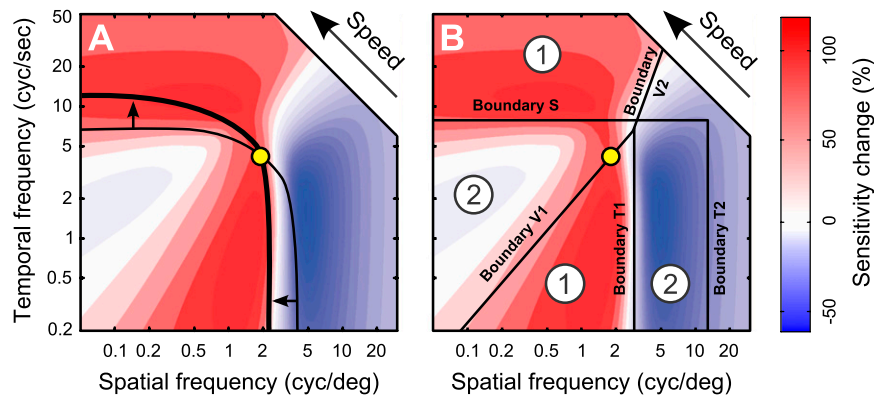 A
Speed
Temporal frequency (cyc/sec)
50
20
10
5
2
1
0.5
0.2
0.1 0.2 0.5 1 2 5 10 20
Spatial frequency (cyc/deg)
B
Speed
1
Boundary S
Boundary V2
2
Boundary V1
1
Boundary T1
2
Boundary T2
0.1 0.2 0.5 1 2 5 10 20
Spatial frequency (cyc/deg)
100
50
0
-50
Sensitivity change (%)